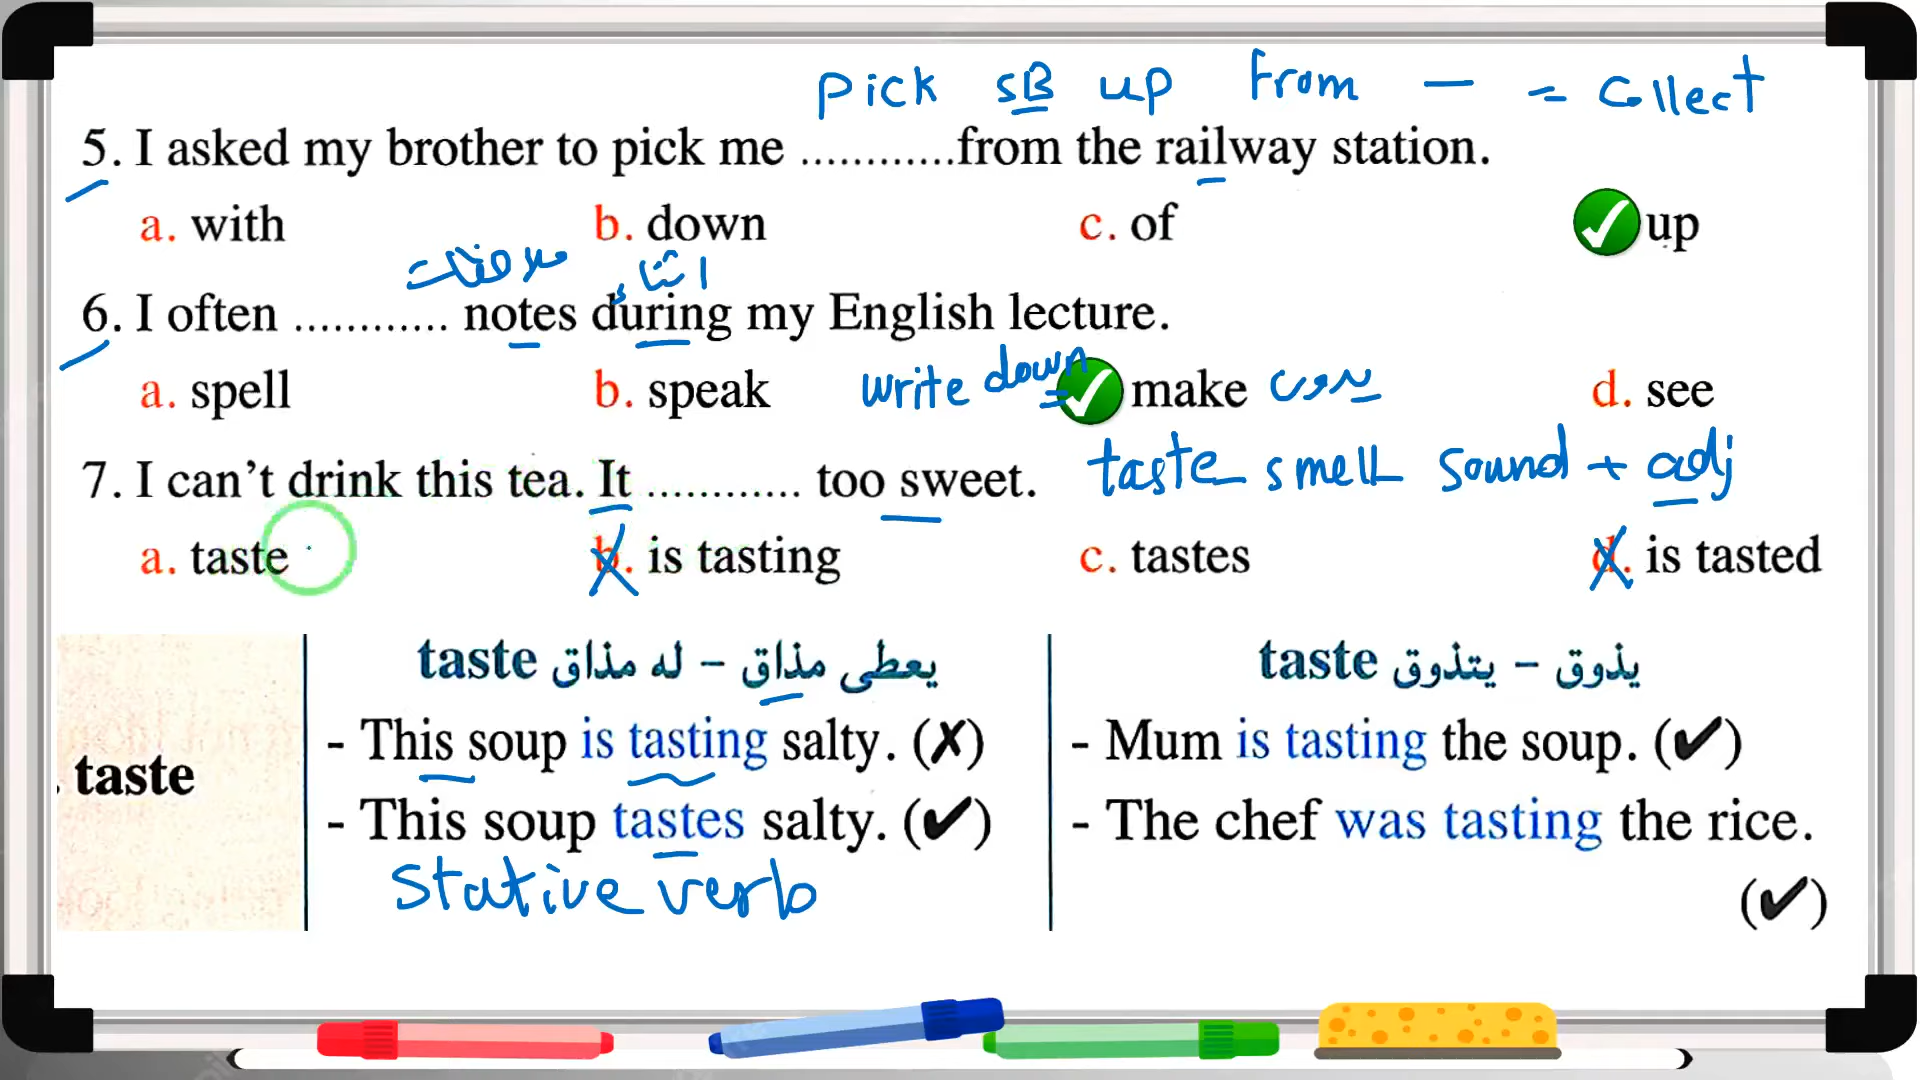 Pick SB up From — = Collect
5. I asked my brother to pick me ............from the railway station.
a. with b. down c. of up
ملاحظات اثناء
6. I often ............ notes during my English lecture.
a. spell b. speak write down make يدون d. see
7. I can't drink this tea. It ............ too sweet. taste smell sound + adj
a. taste b. is tasting c. tastes d. is tasted
taste يعطى مذاق – له مذاق
- This soup is tasting salty. (✗)
- This soup tastes salty. (✔)
Stative verb
taste
taste يذوق – يتذوق
- Mum is tasting the soup. (✔)
- The chef was tasting the rice.
(✔)